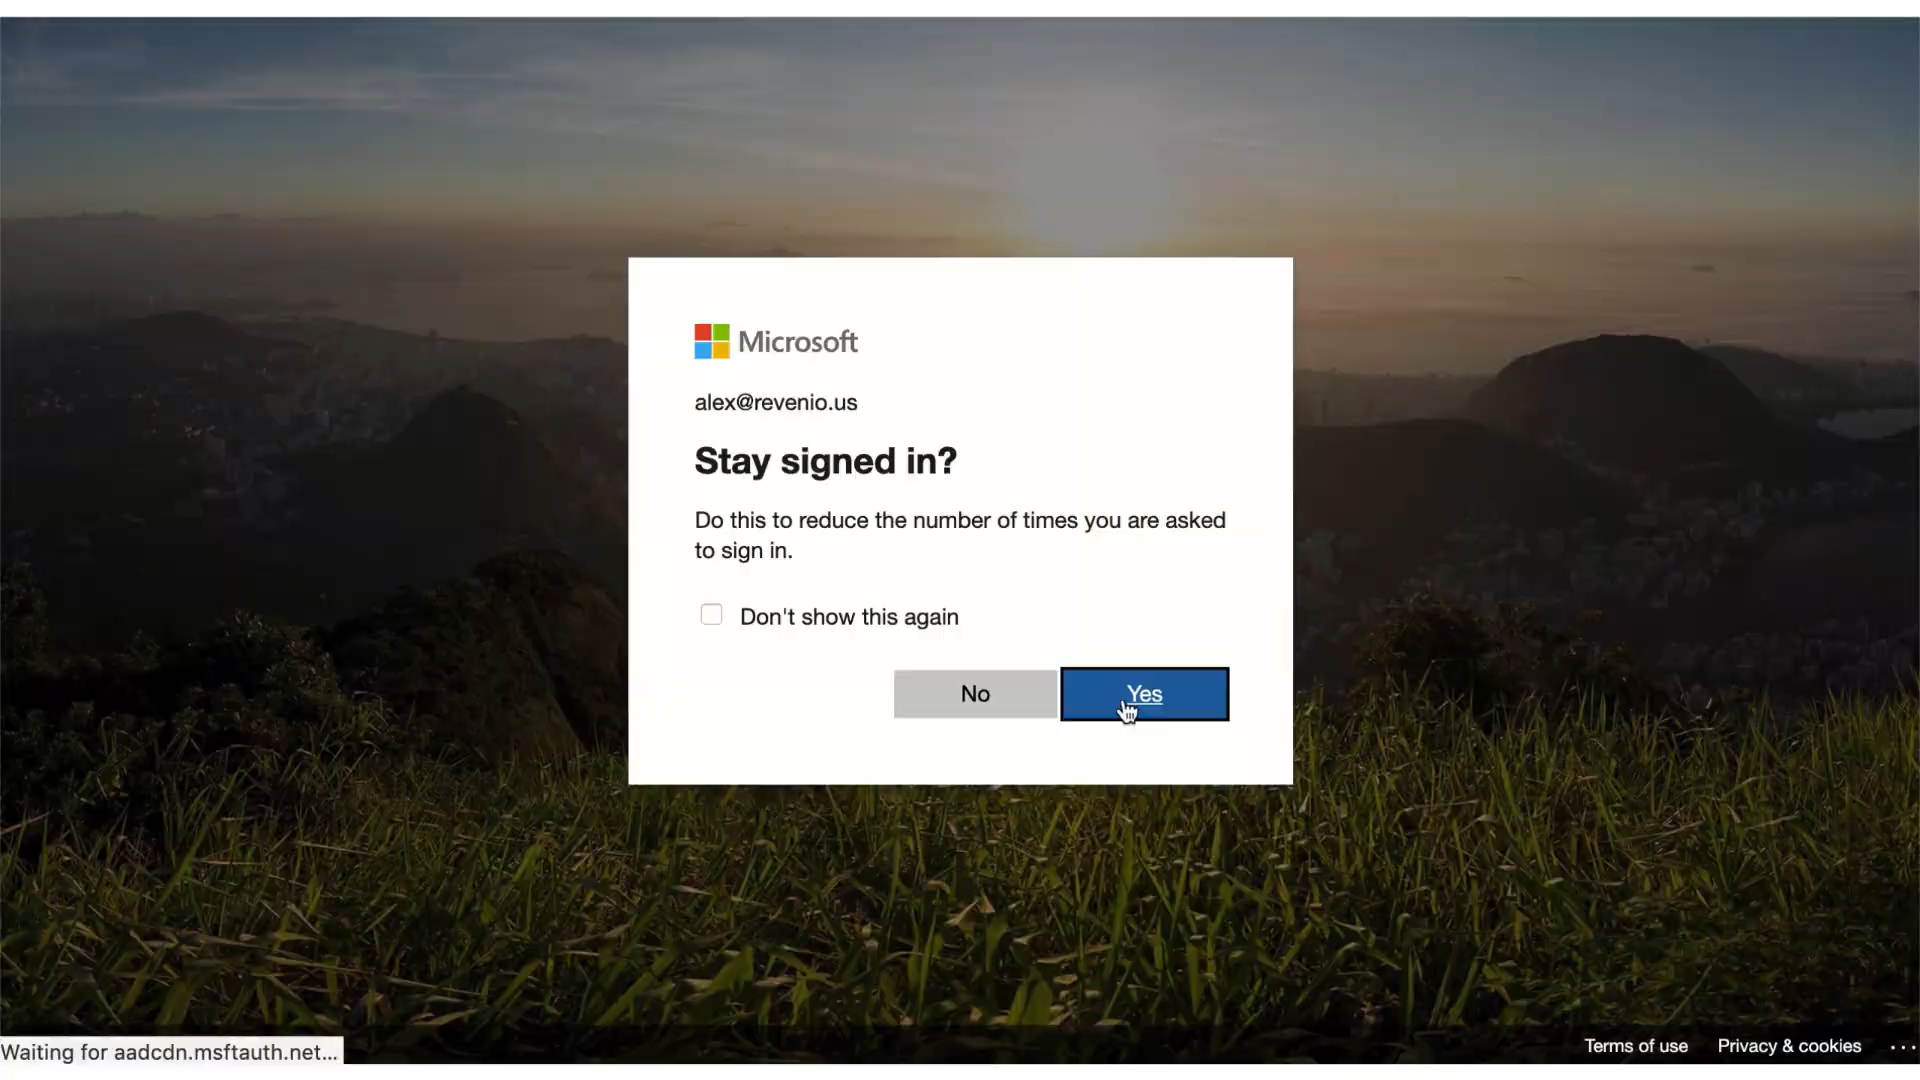 Microsoft
alex@revenio.us
Stay signed in?
Do this to reduce the number of times you are asked
to sign in.
Don't show this again
No
Yes
Waiting for aadcdn.msftauth.net...
Terms of use
Privacy & cookies
...